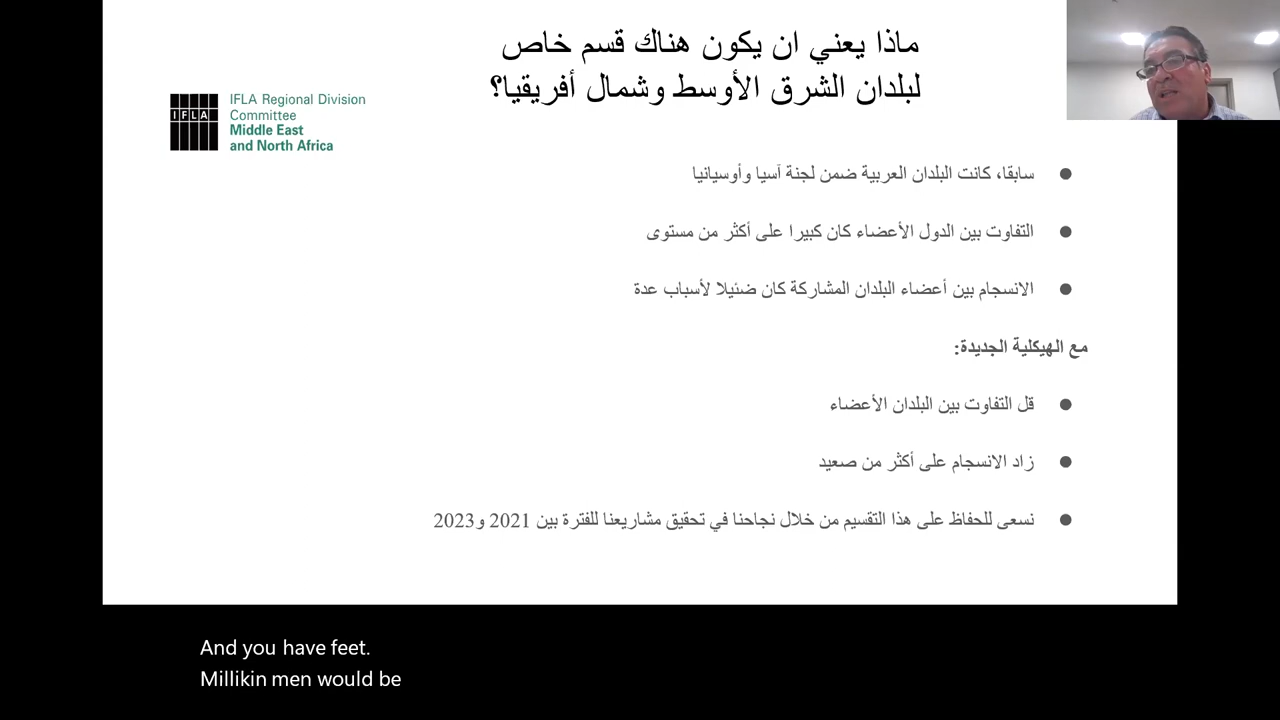 ماذا يعني ان يكون هناك قسم خاص
لبلدان الشرق الأوسط وشمال أفريقيا؟
IFLA
IFLA Regional Division
Committee
Middle East
and North Africa
سابقا، كانت البلدان العربية ضمن لجنة آسيا وأوسيانيا
التفاوت بين الدول الأعضاء كان كبيرا على أكثر من مستوى
الانسجام بين أعضاء البلدان المشاركة كان ضئيلا لأسباب عدة
مع الهيكلية الجديدة:
قل التفاوت بين البلدان الأعضاء
زاد الانسجام على أكثر من صعيد
نسعى للحفاظ على هذا التقسيم من خلال نجاحنا في تحقيق مشاريعنا للفترة بين 2021 و2023
And you have feet.
Millikin men would be